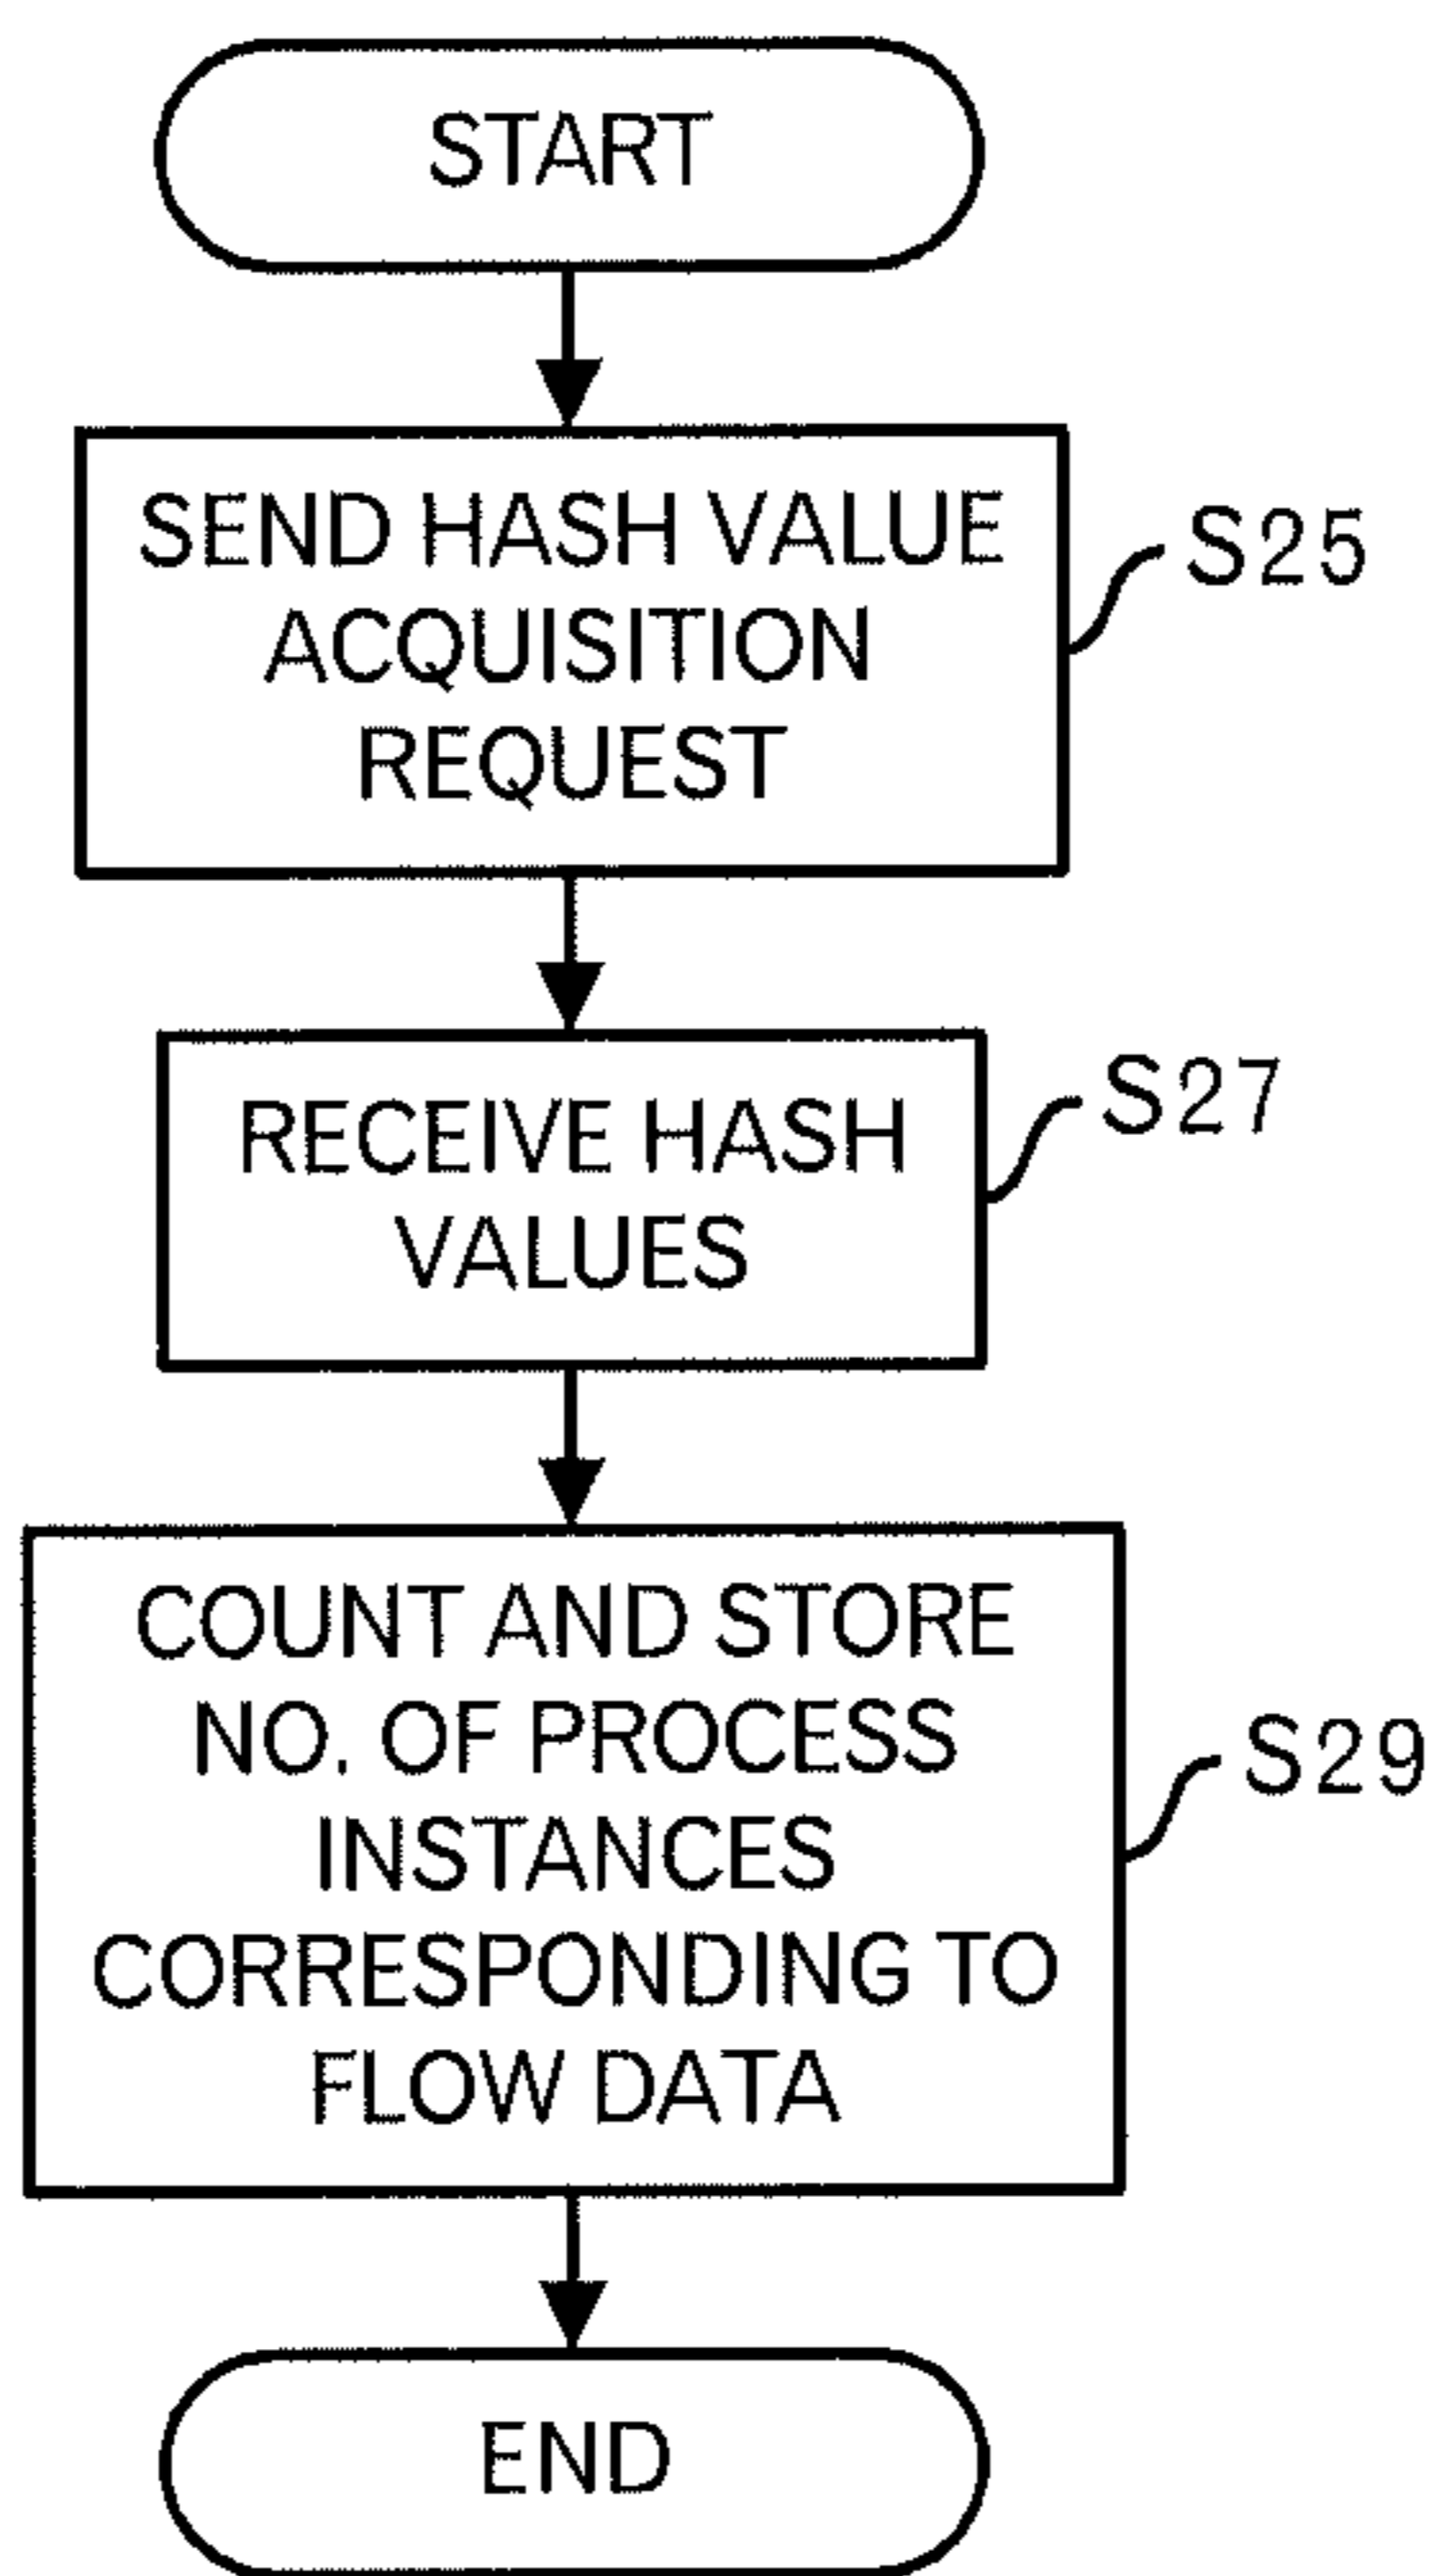 START
SEND HASH VALUE
ACQUISITION
REQUEST
S25
RECEIVE HASH
VALUES
S27
COUNT AND STORE
NO. OF PROCESS
INSTANCES
CORRESPONDING TO
FLOW DATA
S29
END